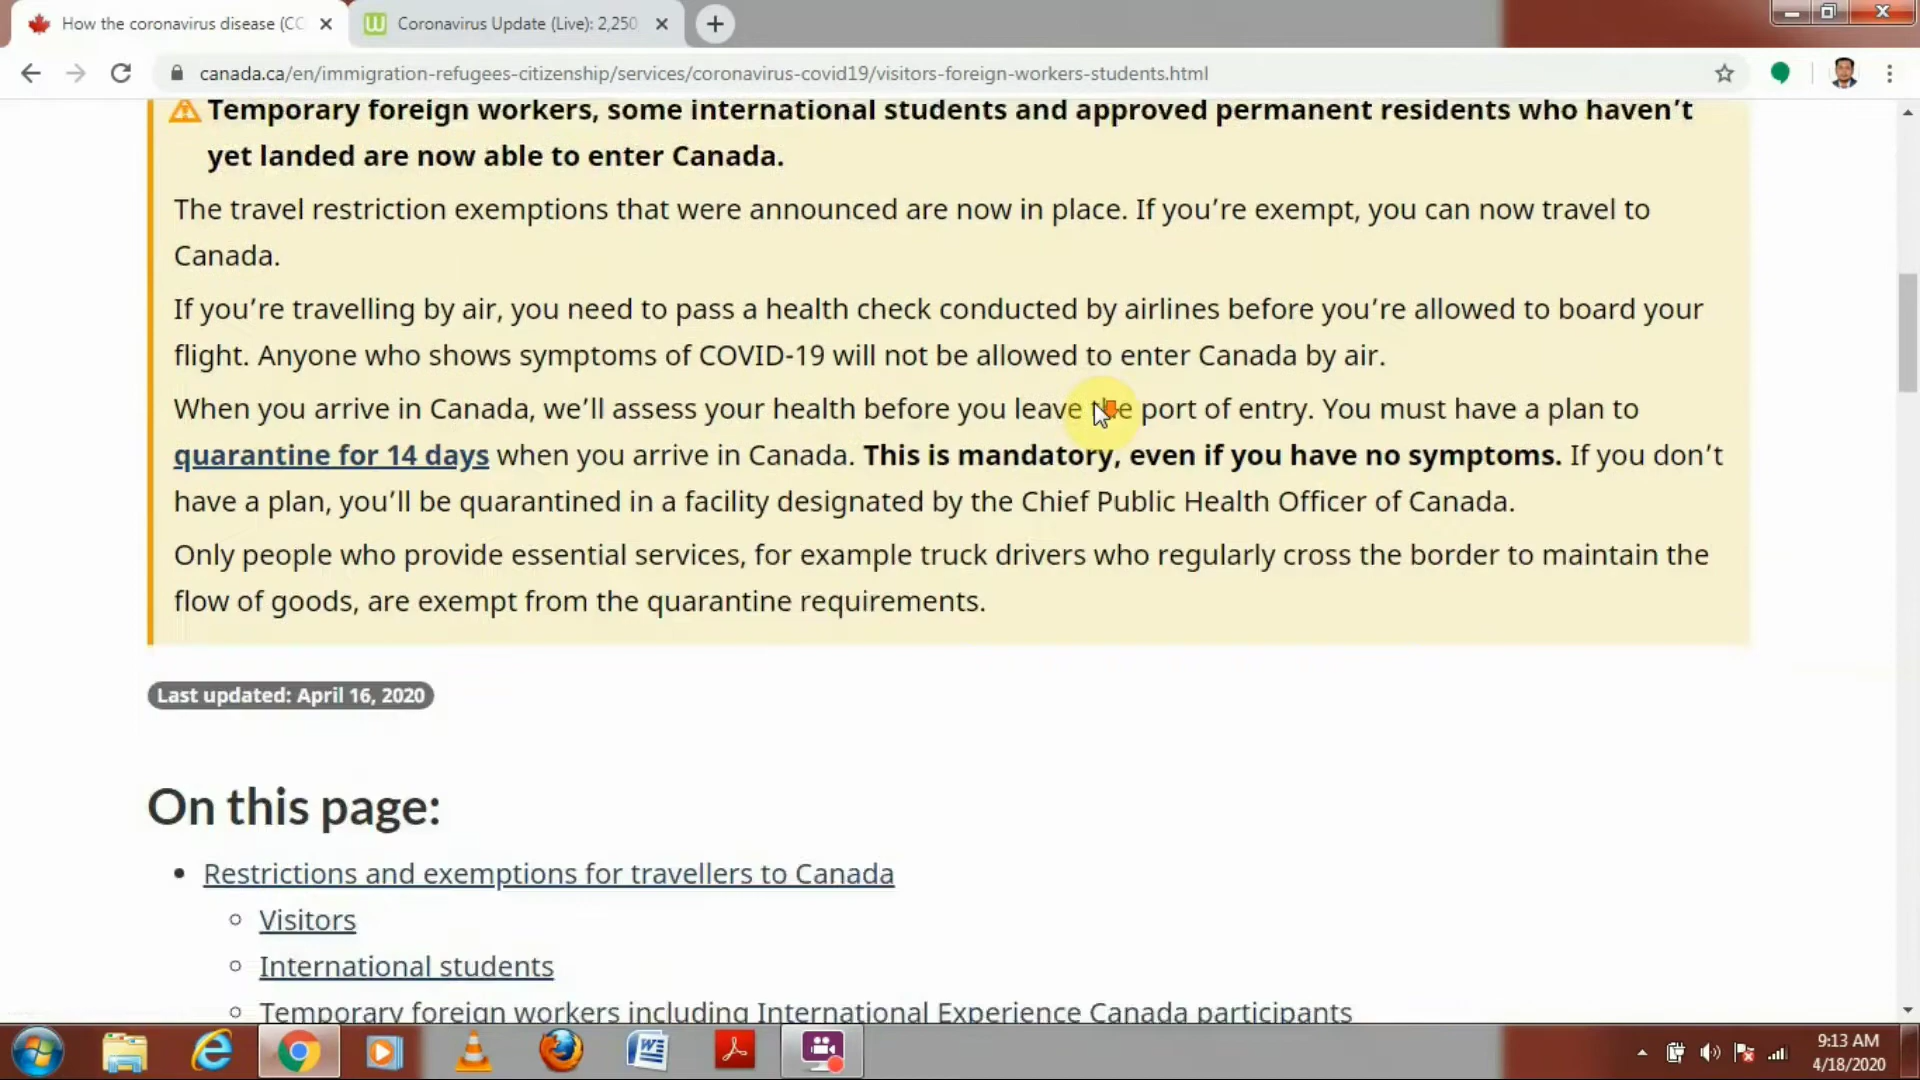 How the coronavirus disease (CC
Coronavirus Update (Live): 2,250
canada.ca/en/immigration-refugees-citizenship/services/coronavirus-covid19/visitors-foreign-workers-students.html
Temporary foreign workers, some international students and approved permanent residents who haven’t
yet landed are now able to enter Canada.
The travel restriction exemptions that were announced are now in place. If you’re exempt, you can now travel to
Canada.
If you’re travelling by air, you need to pass a health check conducted by airlines before you’re allowed to board your
flight. Anyone who shows symptoms of COVID-19 will not be allowed to enter Canada by air.
When you arrive in Canada, we’ll assess your health before you leave the port of entry. You must have a plan to
quarantine for 14 days when you arrive in Canada. This is mandatory, even if you have no symptoms. If you don’t
have a plan, you’ll be quarantined in a facility designated by the Chief Public Health Officer of Canada.
Only people who provide essential services, for example truck drivers who regularly cross the border to maintain the
flow of goods, are exempt from the quarantine requirements.
Last updated: April 16, 2020
On this page:
Restrictions and exemptions for travellers to Canada
Visitors
International students
Temporary foreign workers including International Experience Canada participants
9:13 AM
4/18/2020